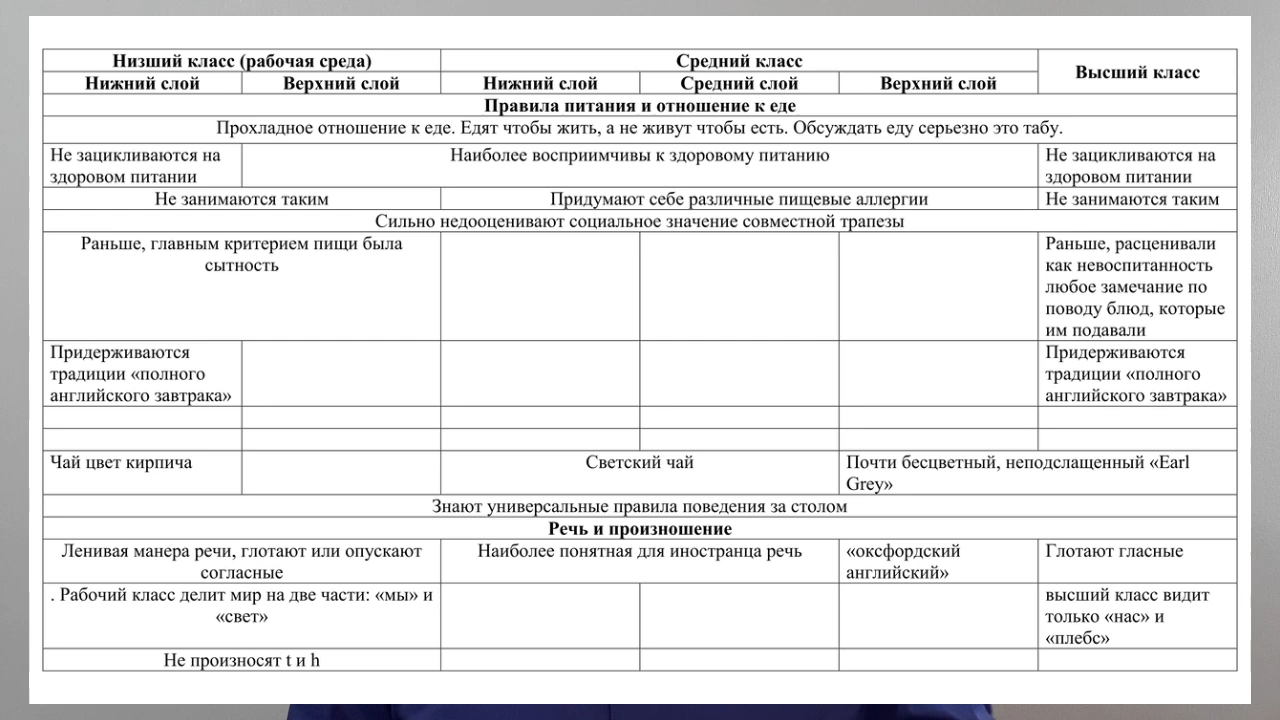 Низший класс (рабочая среда)
Средний класс
Высший класс
Нижний слой
Верхний слой
Нижний слой
Средний слой
Верхний слой
Правила питания и отношение к еде
Прохладное отношение к еде. Едят чтобы жить, а не живут чтобы есть. Обсуждать еду серьезно это табу.
Не зацикливаются на
здоровом питании
Наиболее восприимчивы к здоровому питанию
Не зацикливаются на
здоровом питании
Не занимаются таким
Придумают себе различные пищевые аллергии
Не занимаются таким
Сильно недооценивают социальное значение совместной трапезы
Раньше, главным критерием пищи была
сытность
Раньше, расценивали
как невоспитанность
любое замечание по
поводу блюд, которые
им подавали
Придерживаются
традиции «полного
английского завтрака»
Придерживаются
традиции «полного
английского завтрака»
Чай цвет кирпича
Светский чай
Почти бесцветный, неподслащенный «Earl
Grey»
Знают универсальные правила поведения за столом
Речь и произношение
Ленивая манера речи, глотают или опускают
согласные
Наиболее понятная для иностранца речь
«оксфордский
английский»
Глотают гласные
. Рабочий класс делит мир на две части: «мы» и
«свет»
высший класс видит
только «нас» и
«плебс»
Не произносят t и h